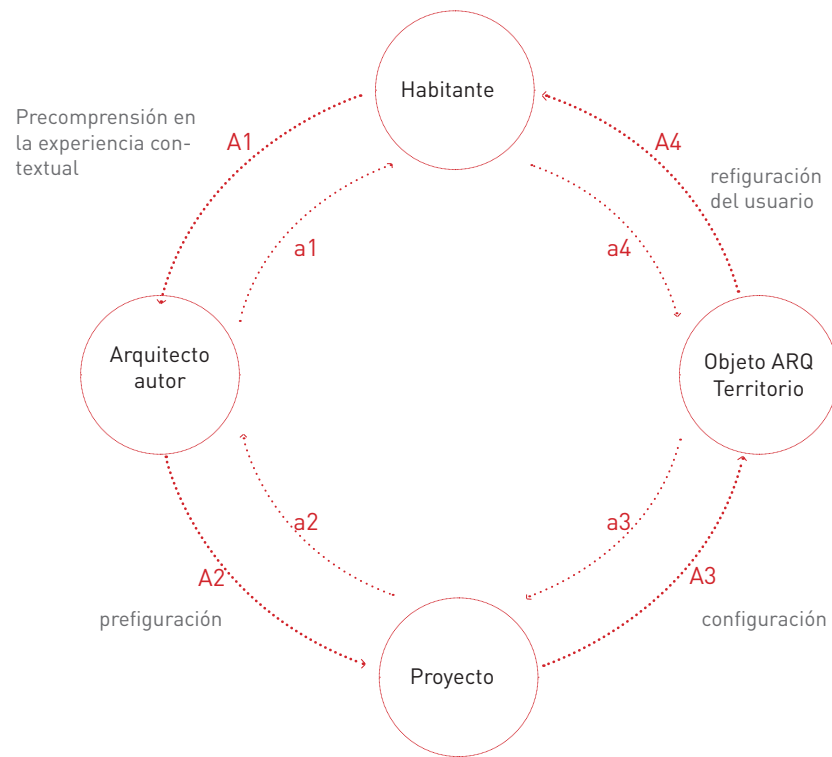 Habitante
Precomprensión en
la experiencia con-
textual
A1
A4
refiguración
del usuario
a1
a4
Arquitecto
autor
Objeto ARQ
Territorio
a2
a3
A2
A3
prefiguración
configuración
Proyecto